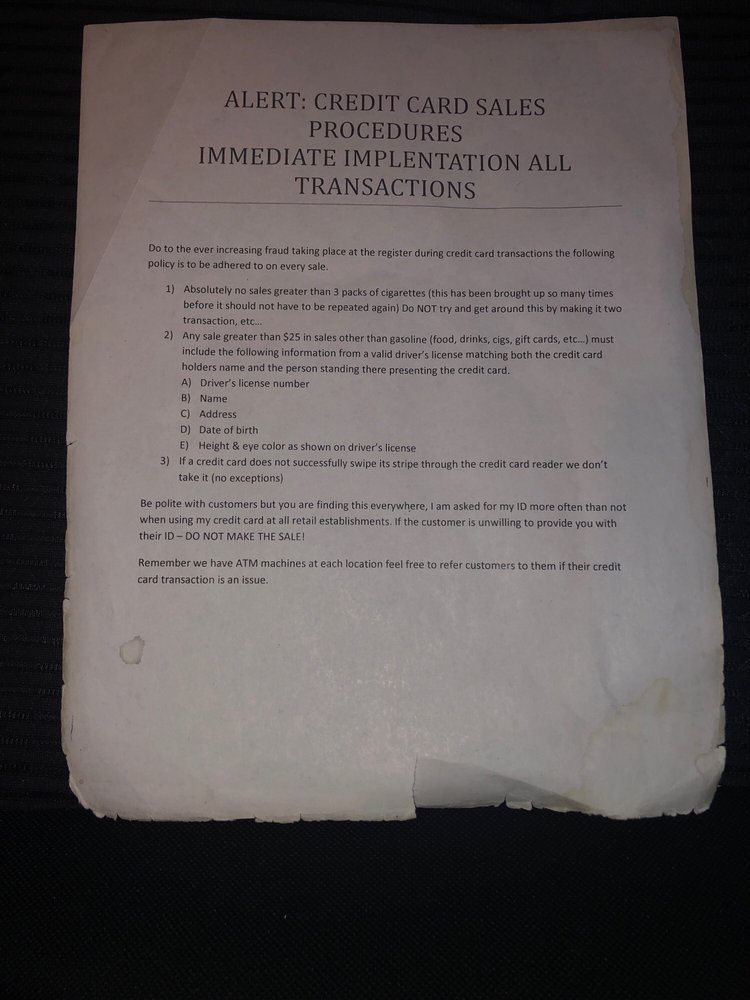 ALERT: CREDIT CARD SALES
PROCEDURES
IMMEDIATE IMPLENTATION ALL
TRANSACTIONS
Do to the ever increasing fraud taking place at the register during credit card transactions the following
policy is to be adhered to on every sale.
1) Absolutely no sales greater than 3 packs of cigarettes (this has been brought up so many times
before it should not have to be repeated again) Do NOT try and get around this by making it two
transaction, etc...
2) Any sale greater than $25 in sales other than gasoline (food, drinks, cigs, gift cards, etc...) must
include the following information from a valid driver's license matching both the credit card
holders name and the person standing there presenting the credit card.
A) Driver's license number
B) Name
C) Address
D) Date of birth
E) Height & eye color as shown on driver's license
3) If a credit card does not successfully swipe its stripe through the credit card reader we don't
take it (no exceptions)
Be polite with customers but you are finding this everywhere, I am asked for my ID more often than not
when using my credit card at all retail establishments. If the customer is unwilling to provide you with
their ID – DO NOT MAKE THE SALE!
Remember we have ATM machines at each location feel free to refer customers to them if their credit
card transaction is an issue.